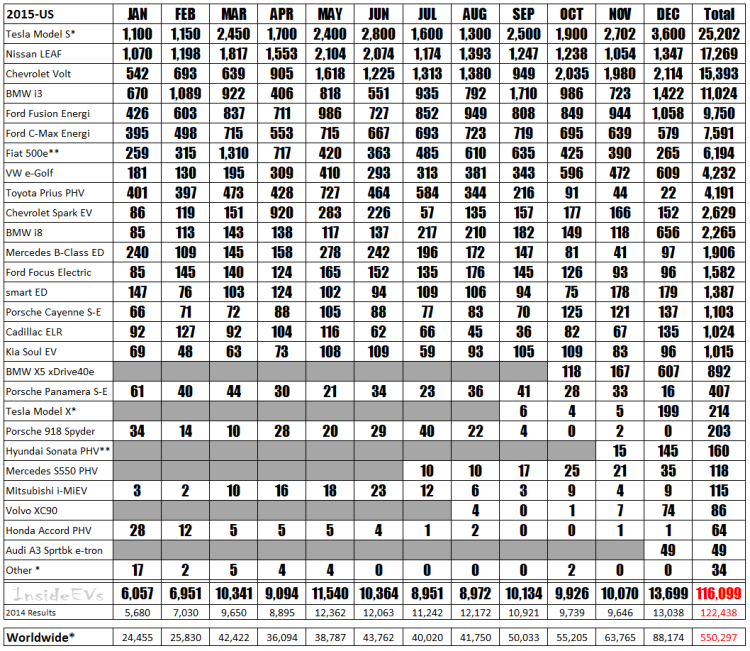 2015-US JAN FEB MAR APR MAY JUN JUL AUG SEP OCT NOV DEC Total
Tesla Model S* 1,100 1,150 2,450 1,700 2,400 2,800 1,600 1,300 2,500 1,900 2,702 3,600 25,202
Nissan LEAF 1,070 1,198 1,817 1,553 2,104 2,074 1,174 1,393 1,247 1,238 1,054 1,347 17,269
Chevrolet Volt 542 693 639 905 1,618 1,225 1,313 1,380 949 2,035 1,980 2,114 15,393
BMW i3 670 1,089 922 406 818 551 935 792 1,710 986 723 1,422 11,024
Ford Fusion Energi 426 603 837 711 986 727 852 949 808 849 944 1,058 9,750
Ford C-Max Energi 395 498 715 553 715 667 693 723 719 695 639 579 7,591
Fiat 500e** 259 315 1,310 717 420 363 485 610 635 425 390 265 6,194
VW e-Golf 181 130 195 309 410 293 313 381 343 596 472 609 4,232
Toyota Prius PHV 401 397 473 428 727 464 584 344 216 91 44 22 4,191
Chevrolet Spark EV 86 119 151 920 283 226 57 135 157 177 166 152 2,629
BMW i8 85 113 143 138 117 137 217 210 182 149 118 656 2,265
Mercedes B-Class ED 240 109 145 158 278 242 196 172 147 81 41 97 1,906
Ford Focus Electric 85 145 140 124 165 152 135 176 145 126 93 96 1,582
smart ED 147 76 103 124 102 94 109 106 94 75 178 179 1,387
Porsche Cayenne S-E 66 71 72 88 105 88 77 83 70 125 121 137 1,103
Cadillac ELR 92 127 92 104 116 62 66 45 36 82 67 135 1,024
Kia Soul EV 69 48 63 73 108 109 59 93 105 109 83 96 1,015
BMW X5 xDrive40e 118 167 607 892
Porsche Panamera S-E 61 40 44 30 21 34 23 36 41 28 33 16 407
Tesla Model X* 6 4 5 199 214
Porsche 918 Spyder 34 14 10 28 20 29 40 22 4 0 2 0 203
Hyundai Sonata PHV** 15 145 160
Mercedes S550 PHV 10 10 17 25 21 35 118
Mitsubishi i-MiEV 3 2 10 16 18 23 12 6 3 9 4 9 115
Volvo XC90 4 0 1 7 74 86
Honda Accord PHV 28 12 5 5 5 4 1 2 0 0 1 1 64
Audi A3 Sprtbk e-tron 49 49
Other * 17 2 5 4 4 0 0 0 0 2 0 0 34
InsideEVs 6,057 6,951 10,341 9,094 11,540 10,364 8,951 8,972 10,134 9,926 10,070 13,699 116,099
2014 Results 5,680 7,030 9,650 8,895 12,362 12,063 11,242 12,172 10,921 9,739 9,646 13,038 122,438
Worldwide* 24,455 25,830 42,422 36,094 38,787 43,762 40,020 41,750 50,033 55,205 63,765 88,174 550,297